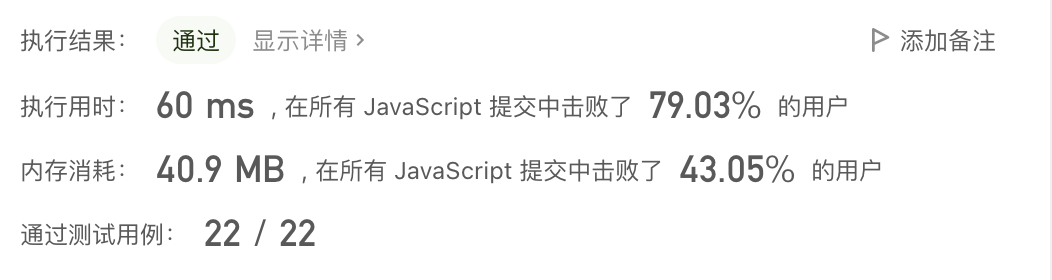 执行结果： 通过 显示详情 > 添加备注
执行用时： 60 ms , 在所有 JavaScript 提交中击败了 79.03% 的用户
内存消耗： 40.9 MB , 在所有 JavaScript 提交中击败了 43.05% 的用户
通过测试用例： 22 / 22